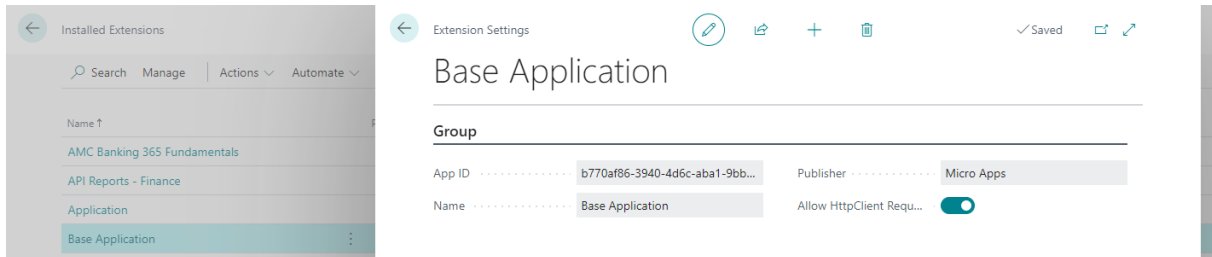 Installed Extensions
Search Manage Actions Automate
Name
AMC Banking 365 Fundamentals
API Reports - Finance
Application
Base Application
Extension Settings
Saved
Base Application
Group
App ID b770af86-3940-4d6c-aba1-9bb... Publisher Micro Apps
Name Base Application Allow HttpClient Requ...